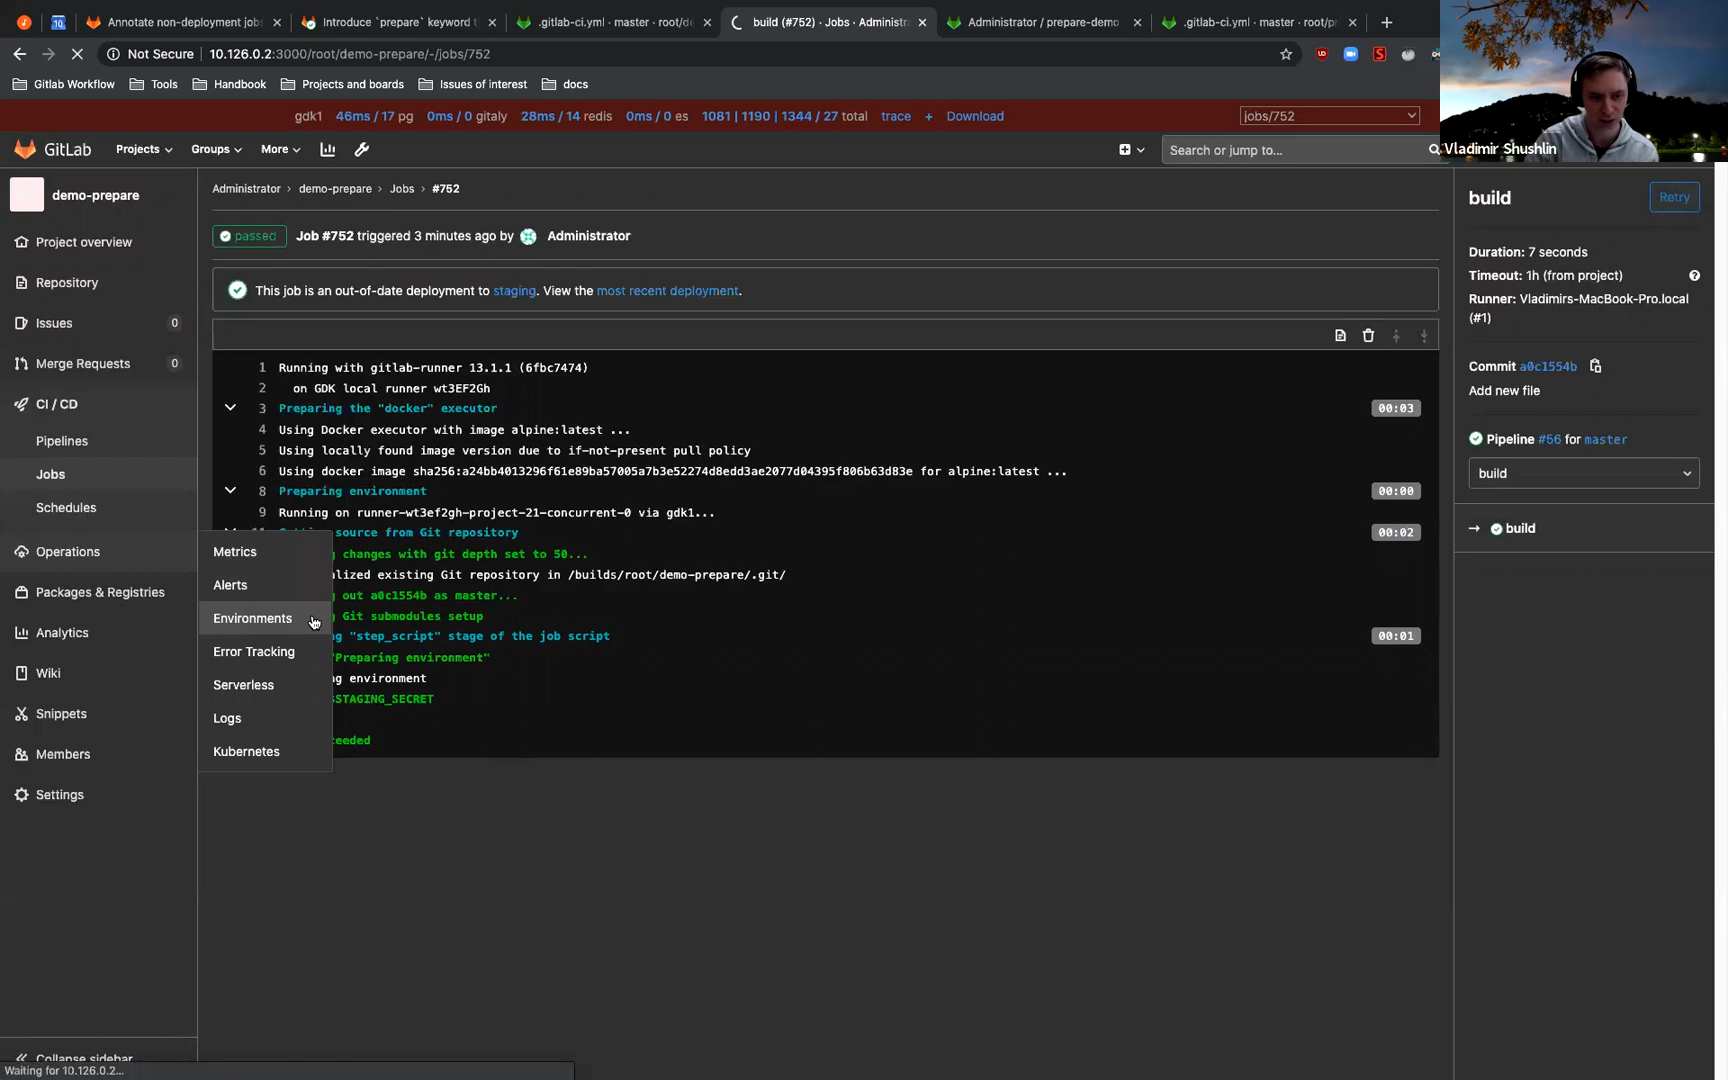 Annotate non-deployment job
Introduce `prepare` keyword t
.gitlab-ci.yml · master · root/de
build (#752) · Jobs · Administra
Administrator / prepare-demo
.gitlab-ci.yml · master · root/pr
Not Secure 10.126.0.2:3000/root/demo-prepare/-/jobs/752
Gitlab Workflow
Tools
Handbook
Projects and boards
Issues of interest
docs
gdk1 46ms / 17 pg 0ms / 0 gitaly 28ms / 14 redis 0ms / 0 es 1081 | 1190 | 1344 / 27 total trace + Download
jobs/752
GitLab
Projects
Groups
More
Search or jump to...
Vladimir Shushlin
demo-prepare
Project overview
Repository
Issues 0
Merge Requests 0
CI / CD
Pipelines
Jobs
Schedules
Operations
Packages & Registries
Analytics
Wiki
Snippets
Members
Settings
Collapse sidebar
Waiting for 10.126.0.2...
Metrics
Alerts
Environments
Error Tracking
Serverless
Logs
Kubernetes
Administrator › demo-prepare › Jobs › #752
passed Job #752 triggered 3 minutes ago by Administrator
This job is an out-of-date deployment to staging. View the most recent deployment.
1 Running with gitlab-runner 13.1.1 (6fbc7474)
2 on GDK local runner wt3EF2Gh
3 Preparing the "docker" executor 00:03
4 Using Docker executor with image alpine:latest ...
5 Using locally found image version due to if-not-present pull policy
6 Using docker image sha256:a24bb4013296f61e89ba57005a7b3e52274d8edd3ae2077d04395f806b63d83e for alpine:latest ...
8 Preparing environment 00:00
9 Running on runner-wt3ef2gh-project-21-concurrent-0 via gdk1...
source from Git repository 00:02
changes with git depth set to 50...
alized existing Git repository in /builds/root/demo-prepare/.git/
out a0c1554b as master...
Git submodules setup
ng "step_script" stage of the job script 00:01
"Preparing environment"
ng environment
STAGING_SECRET
eeded
build
Retry
Duration: 7 seconds
Timeout: 1h (from project)
Runner: Vladimirs-MacBook-Pro.local
(#1)
Commit a0c1554b
Add new file
Pipeline #56 for master
build
→ build